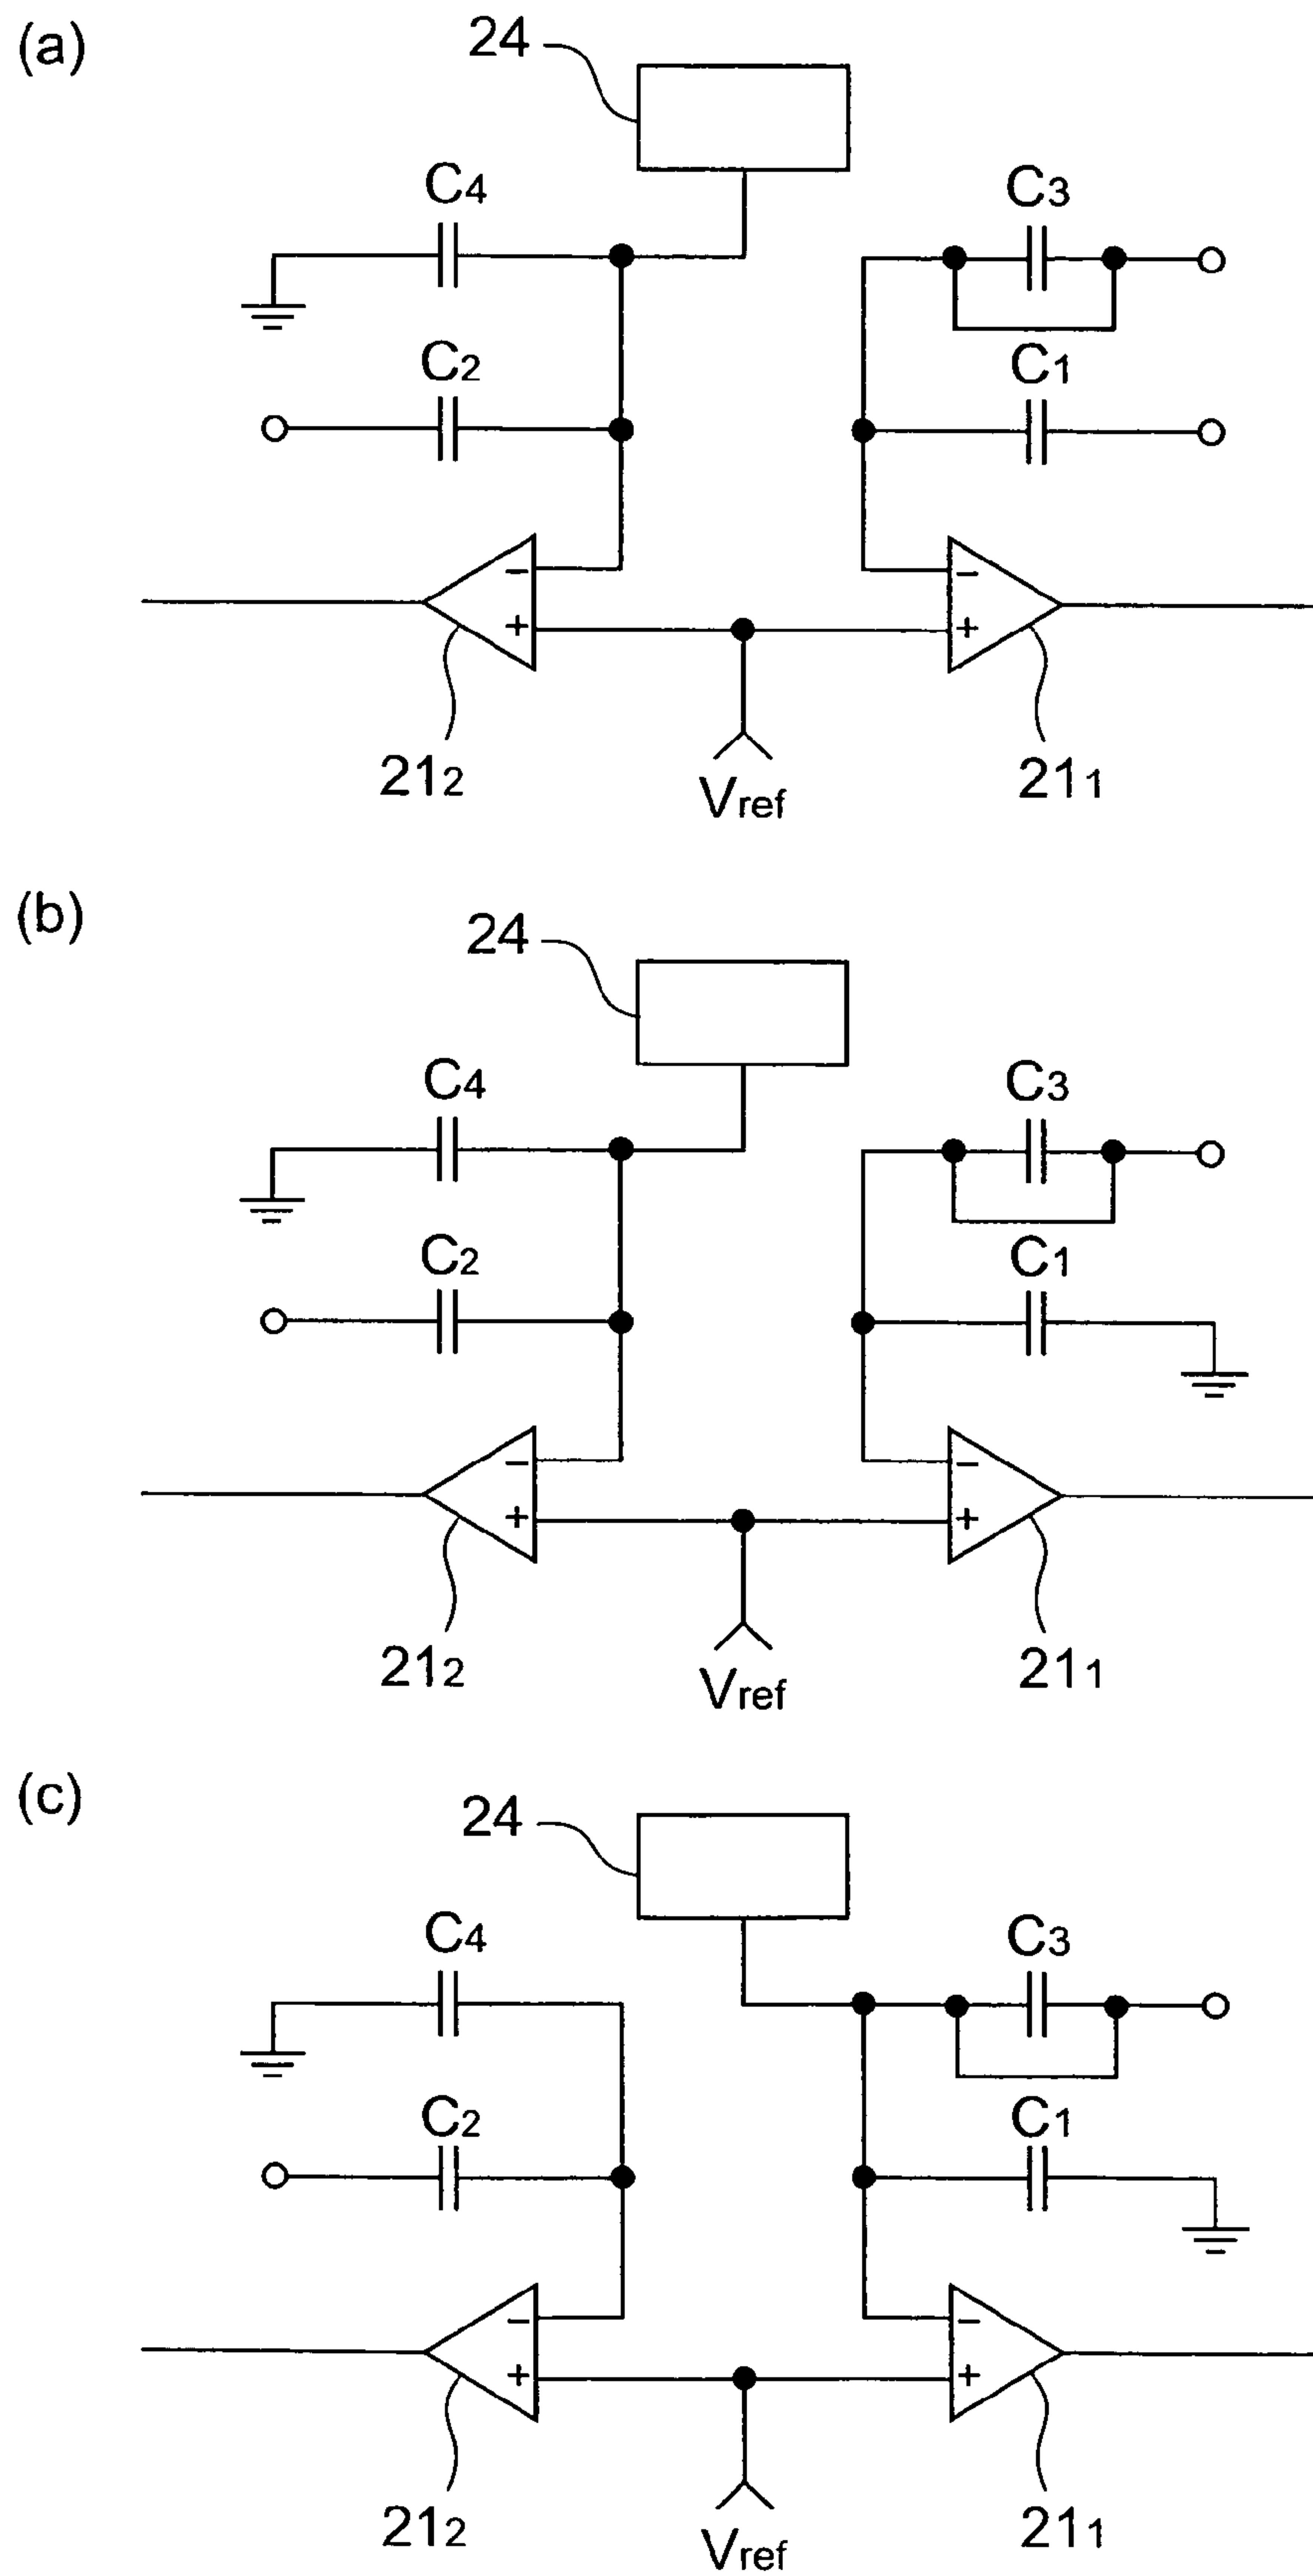 (a)
24
C4
C3
C2
C1
−
−
+
+
212
Vref
211
(b)
24
C4
C3
C2
C1
−
−
+
+
212
Vref
211
(c)
24
C4
C3
C2
C1
−
−
+
+
212
Vref
211